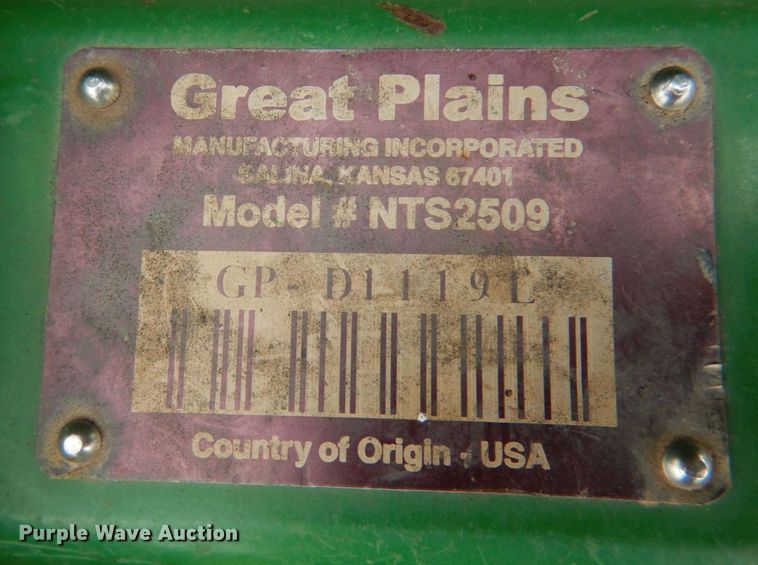 Great Plains
MANUFACTURING INCORPORATED
SALINA, KANSAS 67401
Model # NTS2509
GP- D1119L
Country of Origin - USA
Purple Wave Auction